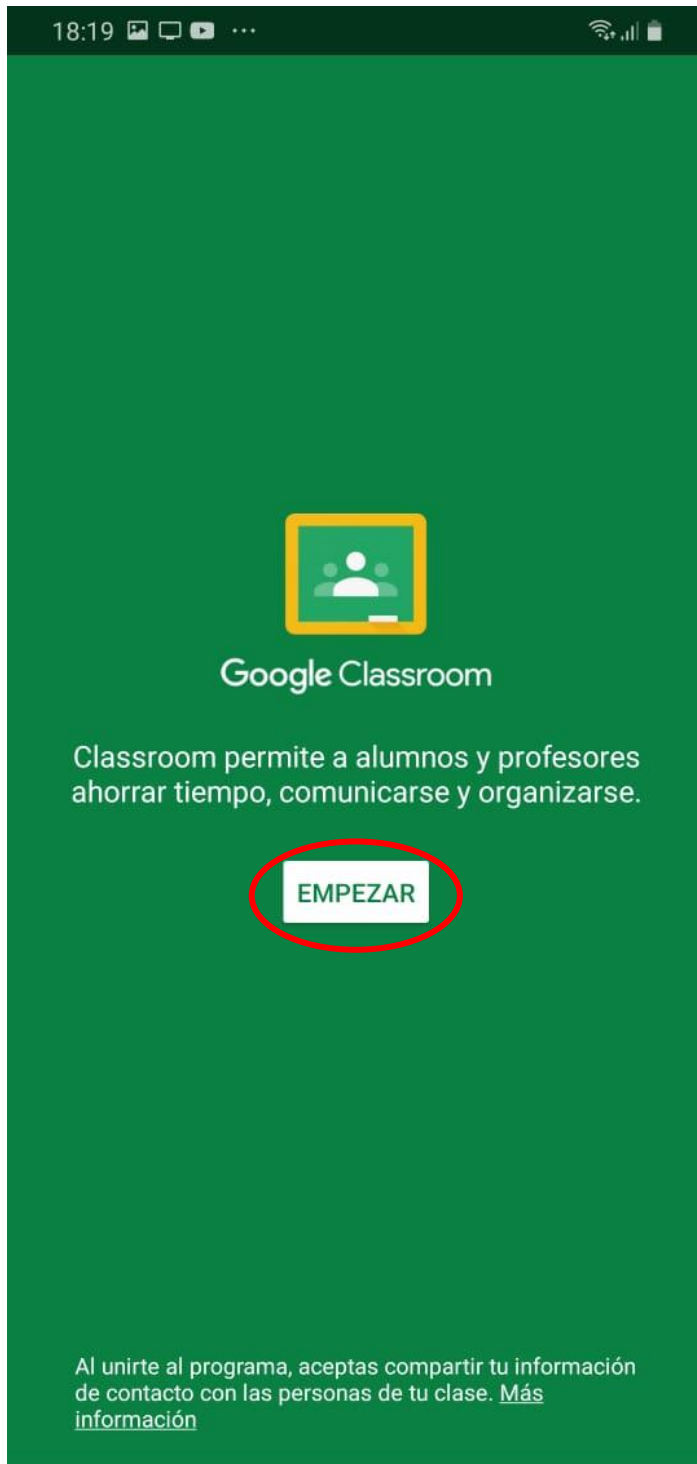 18:19
Google Classroom
Classroom permite a alumnos y profesores
ahorrar tiempo, comunicarse y organizarse.
EMPEZAR
Al unirte al programa, aceptas compartir tu información
de contacto con las personas de tu clase. Más
información